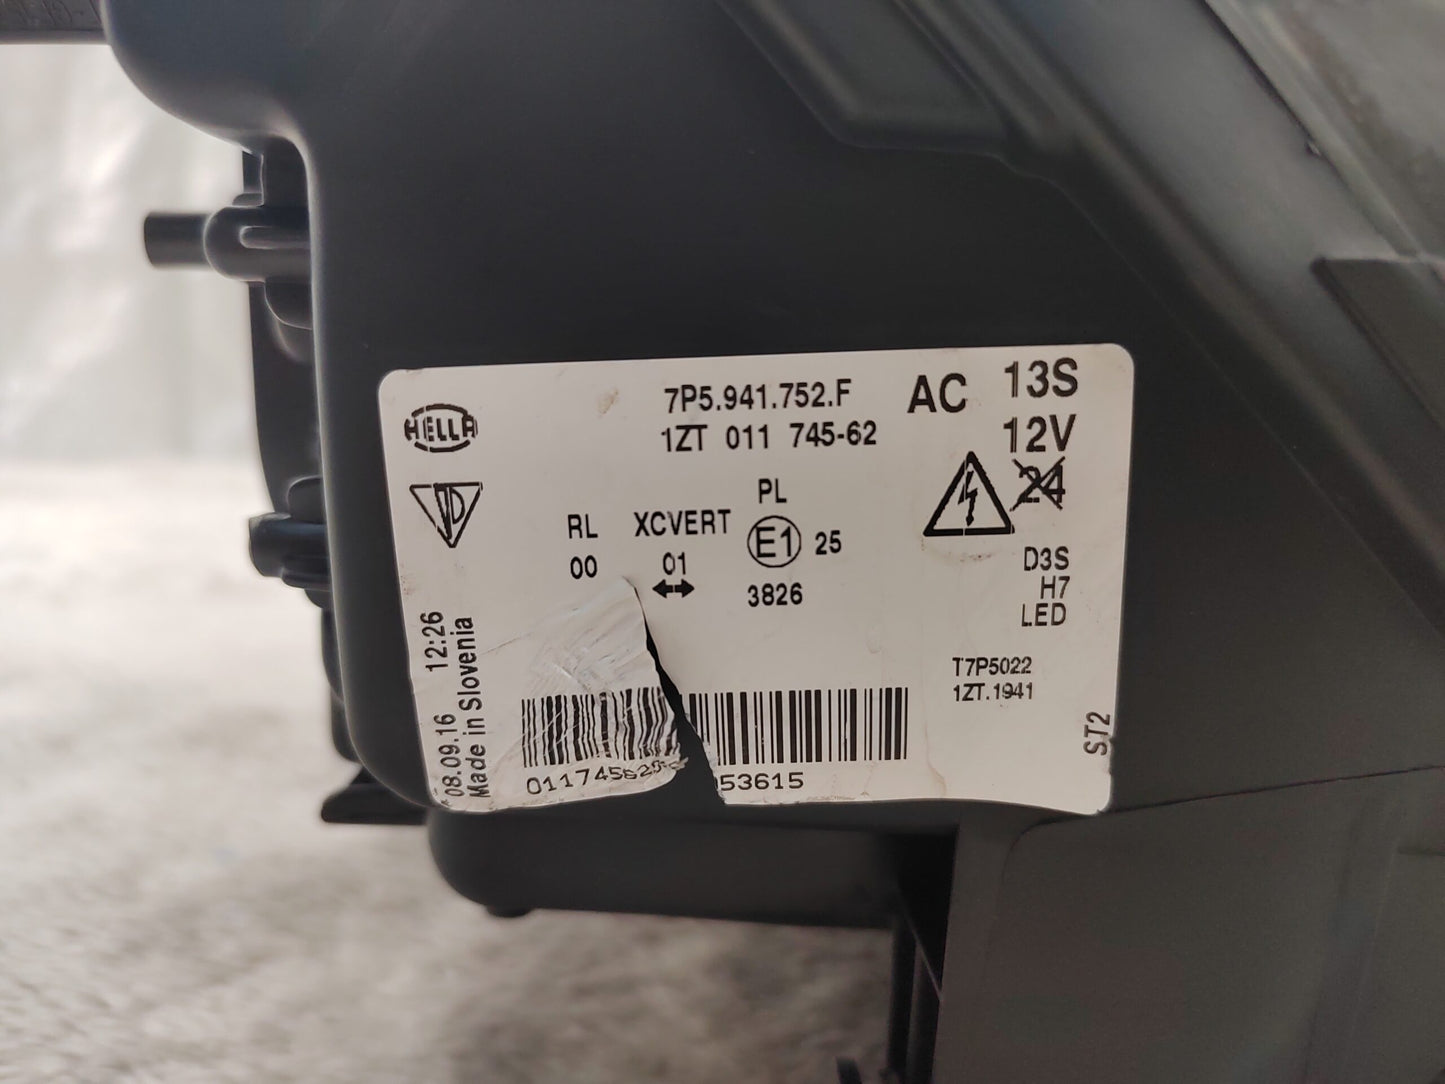 HELLA
7P5.941.752.F
1ZT 011 745-62
AC
13S
12V
24
PL
RL
XCVERT
E1
25
00
01
3826
D3S
H7
LED
T7P5022
1ZT.1941
08.09.16 12:26
Made in Slovenia
53615
ST2